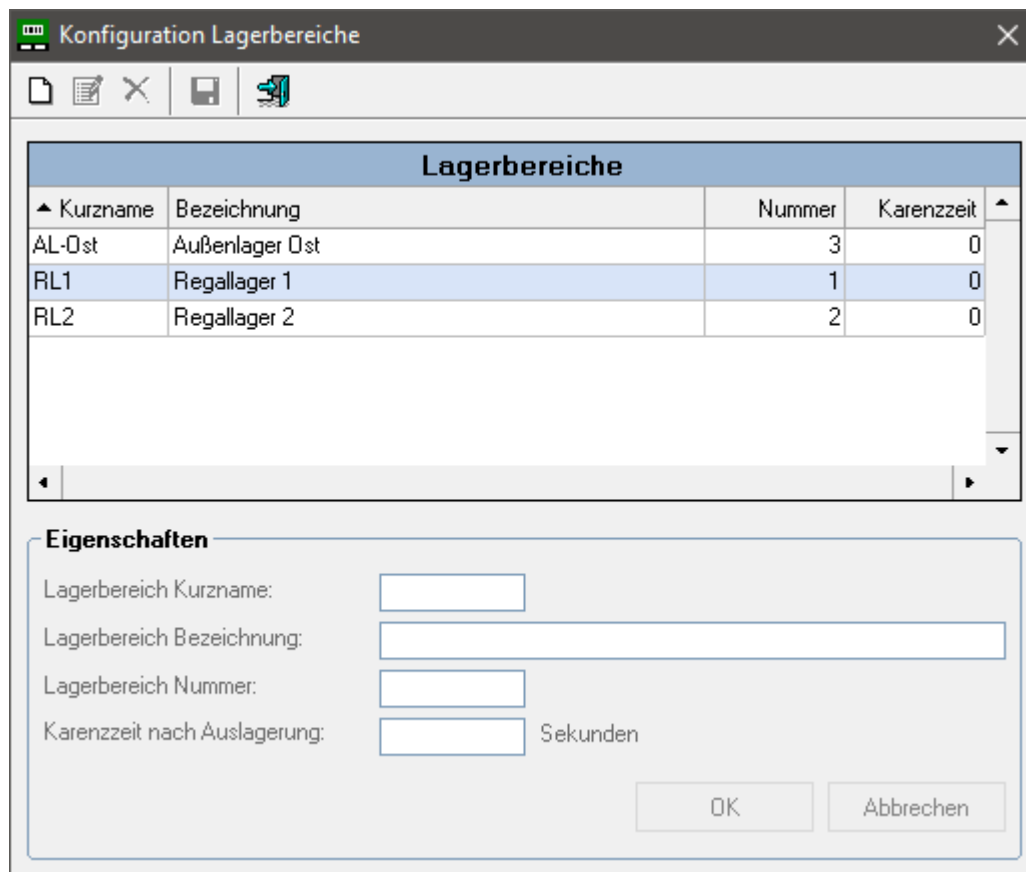 Konfiguration Lagerbereiche
Lagerbereiche
Kurzname Bezeichnung Nummer Karenzzeit
AL-Ost Außenlager Ost 3 0
RL1 Regallager 1 1 0
RL2 Regallager 2 2 0
Eigenschaften
Lagerbereich Kurzname:
Lagerbereich Bezeichnung:
Lagerbereich Nummer:
Karenzzeit nach Auslagerung: Sekunden
OK Abbrechen